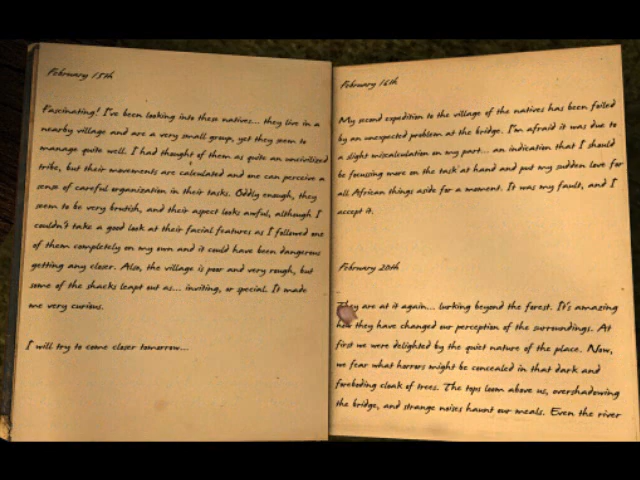 February 15th
Fascinating! I've been looking into these natives... they live in a
nearby village and are a very small group, yet they seem to
manage quite well. I had thought of them as quite an uncivilized
tribe, but their movements are calculated and one can perceive a
sense of careful organization in their tasks. Oddly enough, they
seem to be very brutish, and their aspect looks awful, although I
couldn't take a good look at their facial features as I followed one
of them completely on my own and it could have been dangerous
getting any closer. Also, the village is poor and very rough, but
some of the shacks leapt out as... inviting, or special. It made
me very curious.
I will try to come closer tomorrow...
February 16th
My second expedition to the village of the natives has been foiled
by an unexpected problem at the bridge. I'm afraid it was due to
a slight miscalculation on my part... an indication that I should
be focussing more on the task at hand and put my sudden love for
all African things aside for a moment. It was my fault, and I
accept it.
February 20th
They are at it again... lurking beyond the forest. It's amazing
how they have changed our perception of the surroundings. At
first we were delighted by the quiet nature of the place. Now,
we fear what horrors might be concealed in that dark and
foreboding cloak of trees. The tops loom above us, overshadowing
the bridge, and strange noises haunt our meals. Even the river